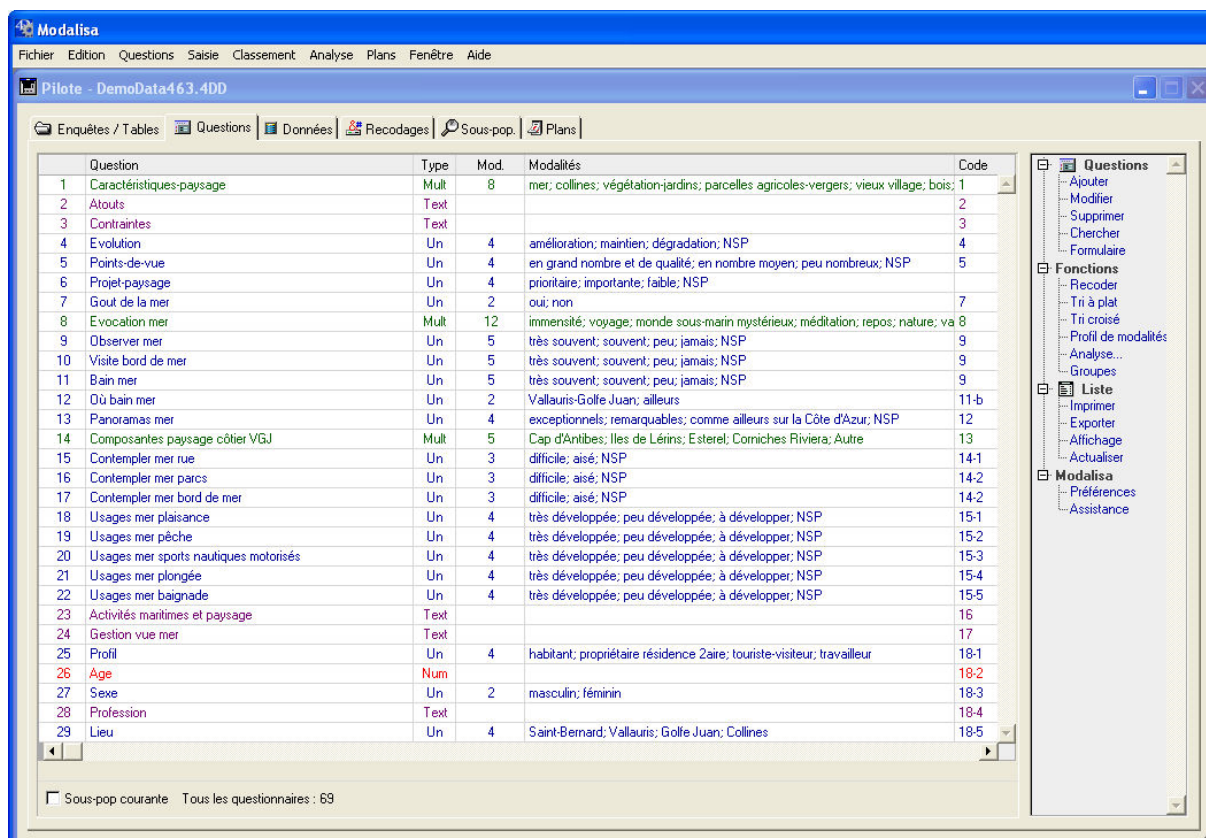 Modalisa
Fichier Edition Questions Saisie Classement Analyse Plans Fenêtre Aide
Pilote - DemoData463.4DD
Enquêtes / Tables Questions Données Recodages Sous-pop. Plans
Question Type Mod. Modalités Code
1 Caractéristiques-paysage Mult 8 mer; collines; végétation-jardins; parcelles agricoles-vergers; vieux village; bois; 1
2 Atouts Text 2
3 Contraintes Text 3
4 Evolution Un 4 amélioration; maintien; dégradation; NSP 4
5 Points-de-vue Un 4 en grand nombre et de qualité; en nombre moyen; peu nombreux; NSP 5
6 Projet-paysage Un 4 prioritaire; importante; faible; NSP
7 Gout de la mer Un 2 oui; non 7
8 Evocation mer Mult 12 immensité; voyage; monde sous-marin mystérieux; méditation; repos; nature; va 8
9 Observer mer Un 5 très souvent; souvent; peu; jamais; NSP 9
10 Visite bord de mer Un 5 très souvent; souvent; peu; jamais; NSP 9
11 Bain mer Un 5 très souvent; souvent; peu; jamais; NSP 9
12 Où bain mer Un 2 Vallauris-Golfe Juan; ailleurs 11-b
13 Panoramas mer Un 4 exceptionnels; remarquables; comme ailleurs sur la Côte d'Azur; NSP 12
14 Composantes paysage côtier VGJ Mult 5 Cap d'Antibes; Iles de Lérins; Esterel; Corniches Riviera; Autre 13
15 Contempler mer rue Un 3 difficile; aisé; NSP 14-1
16 Contempler mer parcs Un 3 difficile; aisé; NSP 14-2
17 Contempler mer bord de mer Un 3 difficile; aisé; NSP 14-2
18 Usages mer plaisance Un 4 très développée; peu développée; à développer; NSP 15-1
19 Usages mer pêche Un 4 très développée; peu développée; à développer; NSP 15-2
20 Usages mer sports nautiques motorisés Un 4 très développée; peu développée; à développer; NSP 15-3
21 Usages mer plongée Un 4 très développée; peu développée; à développer; NSP 15-4
22 Usages mer baignade Un 4 très développée; peu développée; à développer; NSP 15-5
23 Activités maritimes et paysage Text 16
24 Gestion vue mer Text 17
25 Profil Un 4 habitant; propriétaire résidence 2aire; touriste-visiteur; travailleur 18-1
26 Age Num 18-2
27 Sexe Un 2 masculin; féminin 18-3
28 Profession Text 18-4
29 Lieu Un 4 Saint-Bernard; Vallauris; Golfe Juan; Collines 18-5
Sous-pop courante Tous les questionnaires : 69
Questions
Ajouter
Modifier
Supprimer
Chercher
Formulaire
Fonctions
Recoder
Tri à plat
Tri croisé
Profil de modalités
Analyse...
Groupes
Liste
Imprimer
Exporter
Affichage
Actualiser
Modalisa
Préférences
Assistance